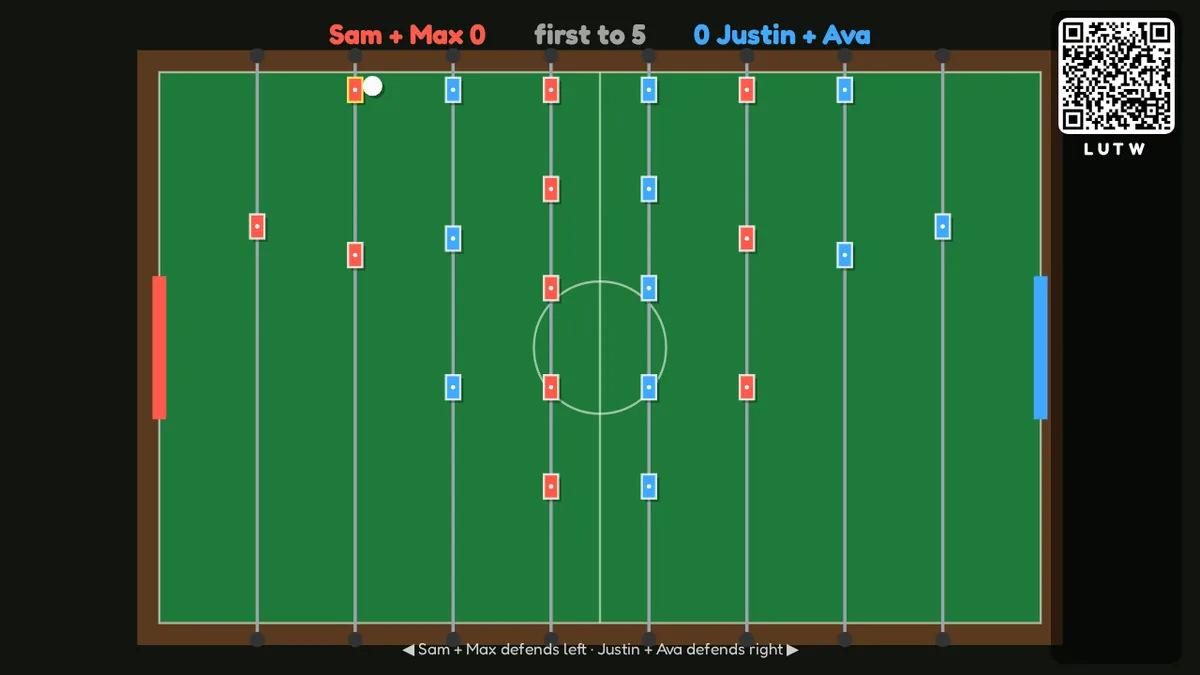 Sam + Max 0 first to 5 0 Justin + Ava
LUTW
◀ Sam + Max defends left · Justin + Ava defends right ▶